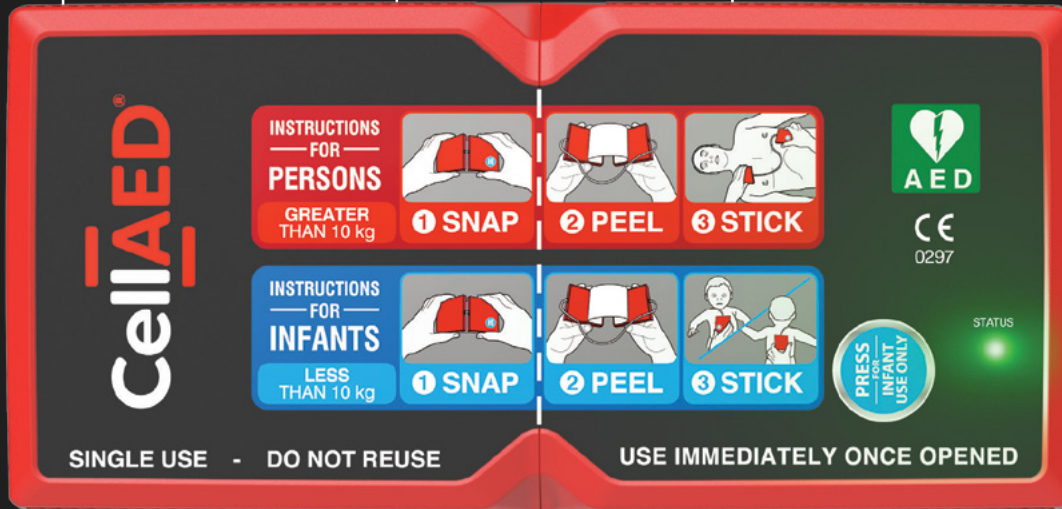 CellAED®
INSTRUCTIONS
FOR
PERSONS
GREATER
THAN 10 kg
1 SNAP
2 PEEL
3 STICK
INSTRUCTIONS
FOR
INFANTS
LESS
THAN 10 kg
1 SNAP
2 PEEL
3 STICK
AED
CE
0297
STATUS
PRESS
FOR
INFANT
USE ONLY
SINGLE USE - DO NOT REUSE
USE IMMEDIATELY ONCE OPENED